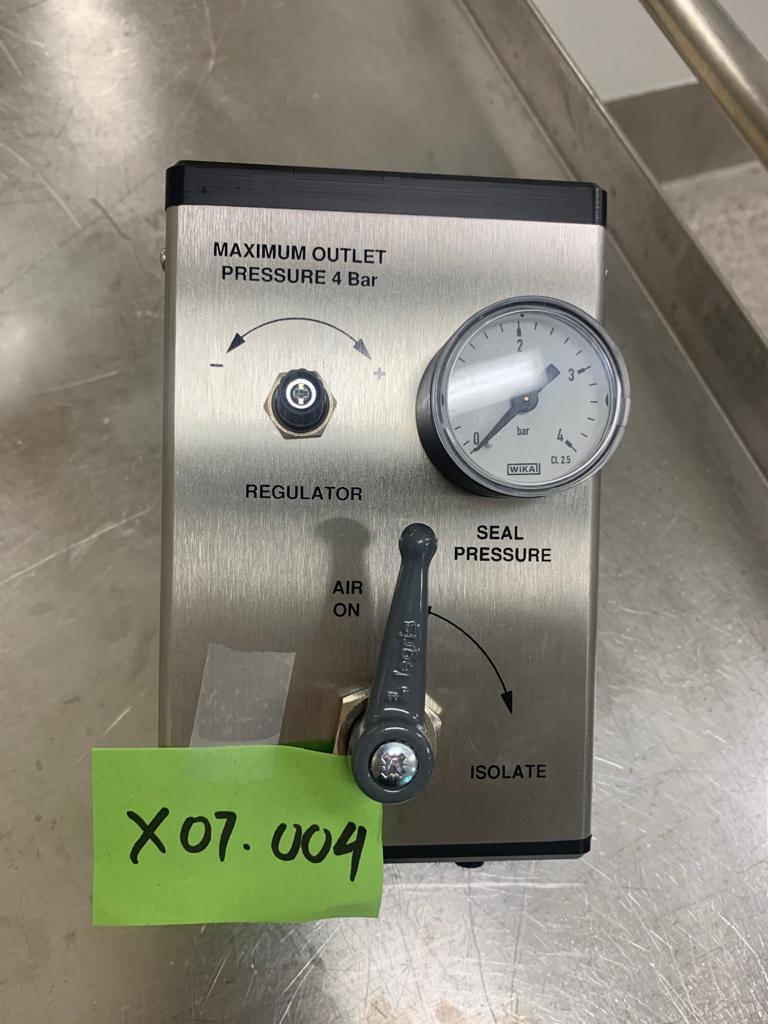 MAXIMUM OUTLET
PRESSURE 4 Bar
- +
0 2 3 4
bar
CL 2.5
WIKA
REGULATOR
SEAL
PRESSURE
AIR
ON
legris
ISOLATE
X07.004